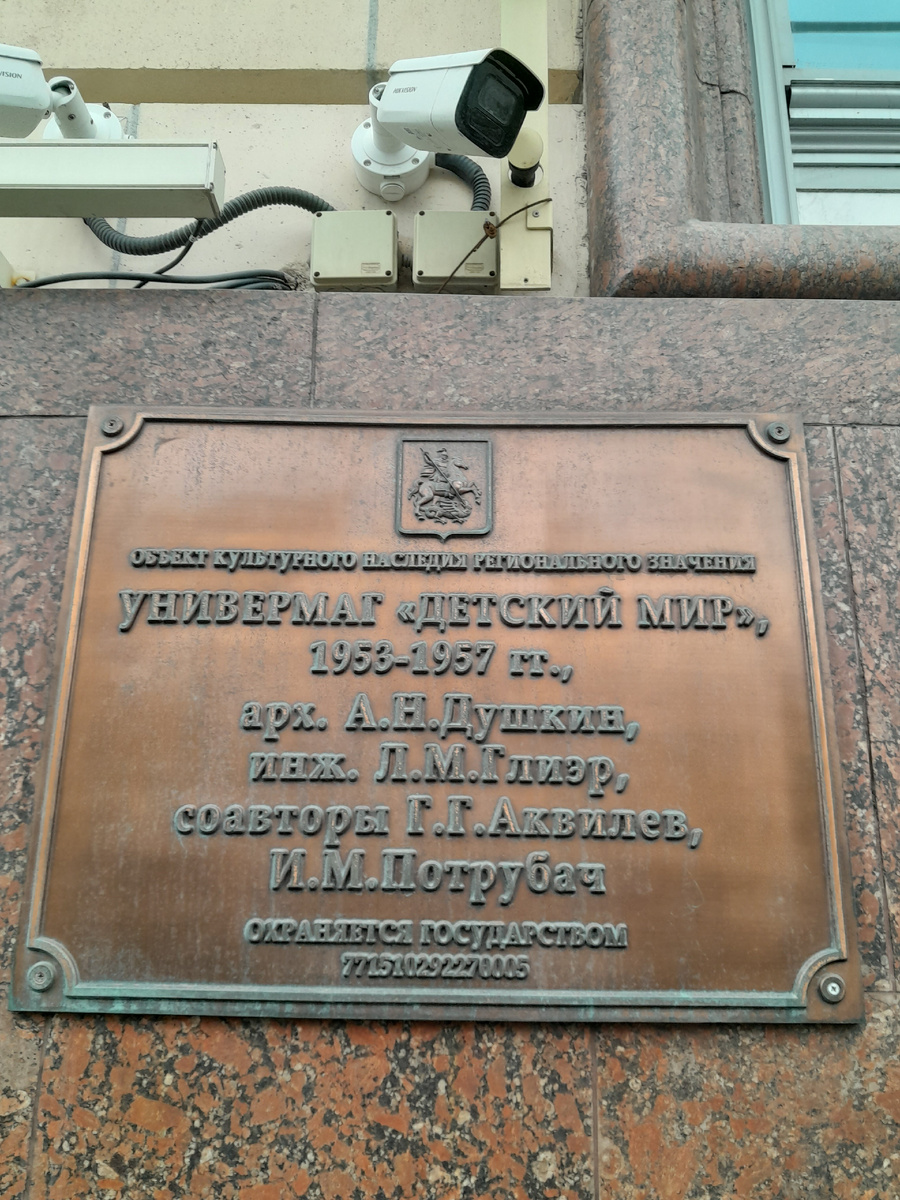 HIKVISION
ОБЪЕКТ КУЛЬТУРНОГО НАСЛЕДИЯ РЕГИОНАЛЬНОГО ЗНАЧЕНИЯ
УНИВЕРМАГ «ДЕТСКИЙ МИР»,
1953-1957 гг.,
арх. А.Н.Душкин,
инж. Л.М.Глиэр,
соавторы Г.Г.Аквилев,
И.М.Потрубач
ОХРАНЯЕТСЯ ГОСУДАРСТВОМ
771510292270005